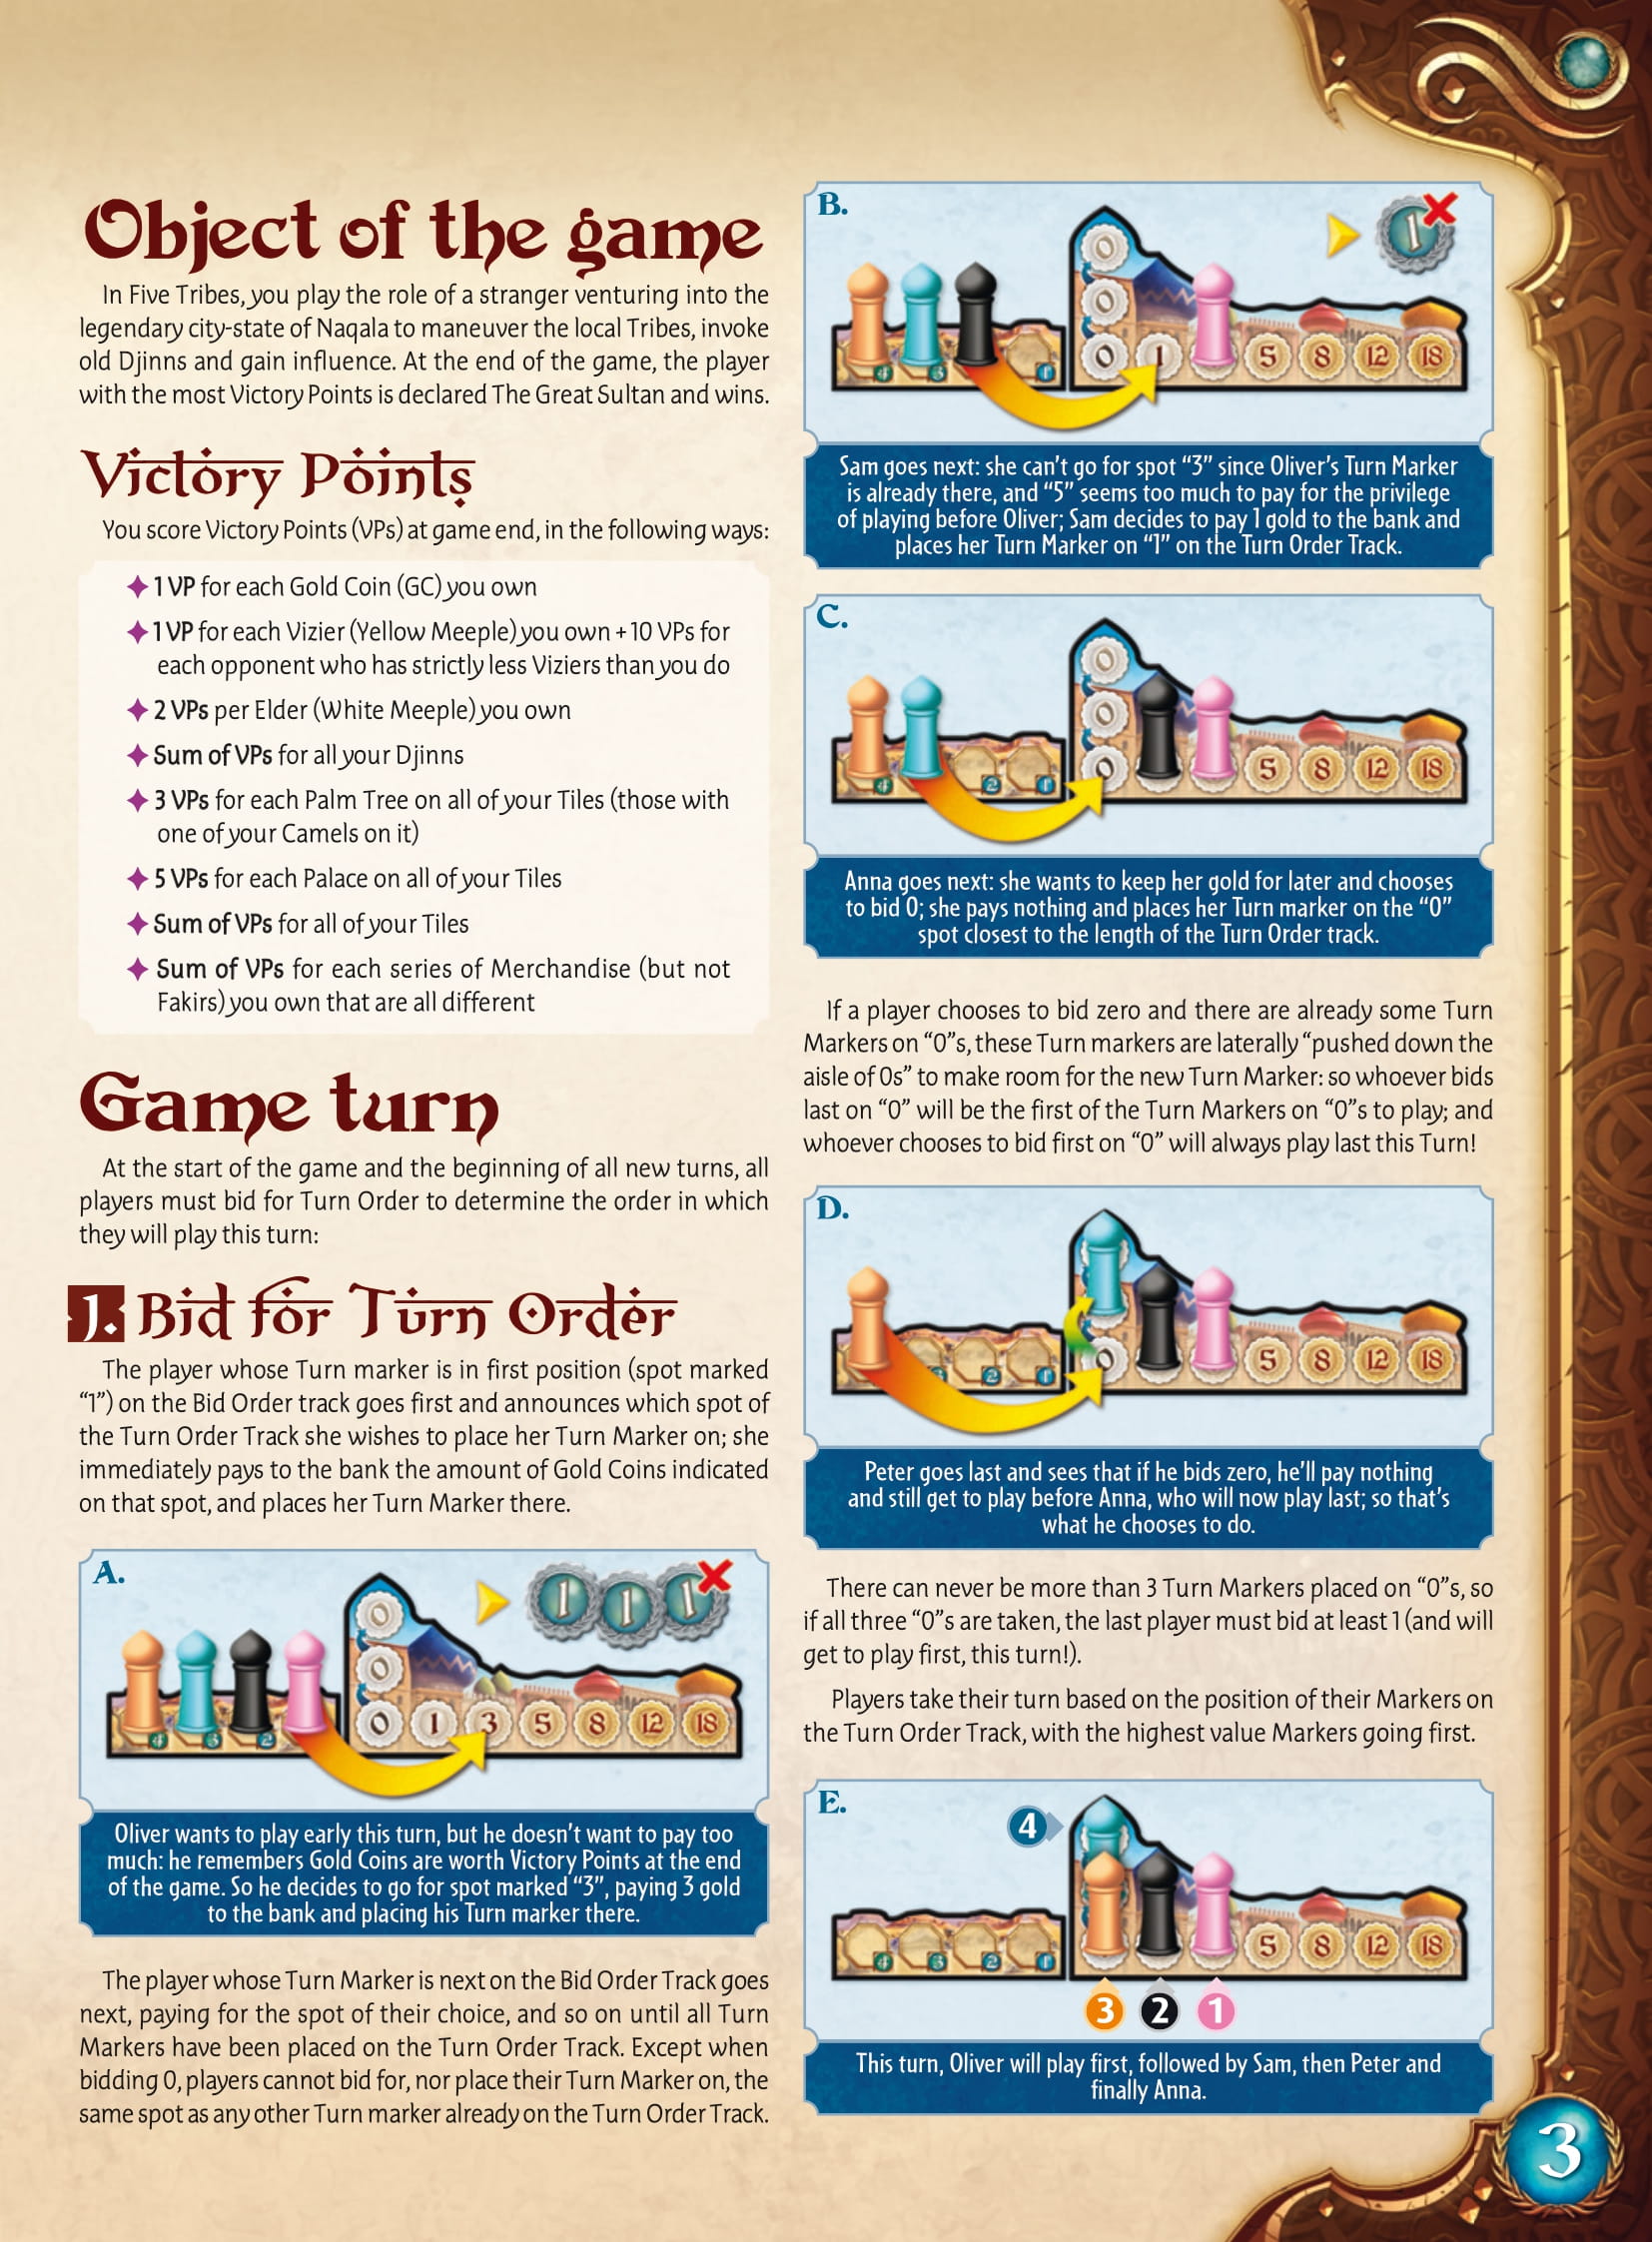 Object of the game
In Five Tribes, you play the role of a stranger venturing into the
legendary city-state of Naqala to maneuver the local Tribes, invoke
old Djinns and gain influence. At the end of the game, the player
with the most Victory Points is declared The Great Sultan and wins.
Victory Points
You score Victory Points (VPs) at game end, in the following ways:
1 VP for each Gold Coin (GC) you own
1 VP for each Vizier (Yellow Meeple) you own + 10 VPs for
each opponent who has strictly less Viziers than you do
2 VPs per Elder (White Meeple) you own
Sum of VPs for all your Djinns
3 VPs for each Palm Tree on all of your Tiles (those with
one of your Camels on it)
5 VPs for each Palace on all of your Tiles
Sum of VPs for all of your Tiles
Sum of VPs for each series of Merchandise (but not
Fakirs) you own that are all different
Game turn
At the start of the game and the beginning of all new turns, all
players must bid for Turn Order to determine the order in which
they will play this turn:
1. Bid for Turn Order
The player whose Turn marker is in first position (spot marked
“1”) on the Bid Order track goes first and announces which spot of
the Turn Order Track she wishes to place her Turn Marker on; she
immediately pays to the bank the amount of Gold Coins indicated
on that spot, and places her Turn Marker there.
A.
1 1 1
0
0
4 3 2 0 1 3 5 8 12 18
Oliver wants to play early this turn, but he doesn’t want to pay too
much: he remembers Gold Coins are worth Victory Points at the end
of the game. So he decides to go for spot marked “3”, paying 3 gold
to the bank and placing his Turn marker there.
The player whose Turn Marker is next on the Bid Order Track goes
next, paying for the spot of their choice, and so on until all Turn
Markers have been placed on the Turn Order Track. Except when
bidding 0, players cannot bid for, nor place their Turn Marker on, the
same spot as any other Turn marker already on the Turn Order Track.
B.
1
0
0
4 3 1 0 1 5 8 12 18
Sam goes next: she can’t go for spot “3” since Oliver’s Turn Marker
is already there, and “5” seems too much to pay for the privilege
of playing before Oliver; Sam decides to pay 1 gold to the bank and
places her Turn Marker on “1” on the Turn Order Track.
C.
0
0
4 2 1 0 5 8 12 18
Anna goes next: she wants to keep her gold for later and chooses
to bid 0; she pays nothing and places her Turn marker on the “0”
spot closest to the length of the Turn Order track.
If a player chooses to bid zero and there are already some Turn
Markers on “0”s, these Turn markers are laterally “pushed down the
aisle of 0s” to make room for the new Turn Marker: so whoever bids
last on “0” will be the first of the Turn Markers on “0”s to play; and
whoever chooses to bid first on “0” will always play last this Turn!
D.
3 2 1 0 5 8 12 18
Peter goes last and sees that if he bids zero, he’ll pay nothing
and still get to play before Anna, who will now play last; so that’s
what he chooses to do.
There can never be more than 3 Turn Markers placed on “0”s, so
if all three “0”s are taken, the last player must bid at least 1 (and will
get to play first, this turn!).
Players take their turn based on the position of their Markers on
the Turn Order Track, with the highest value Markers going first.
E.
4
4 3 2 1 5 8 12 18
3 2 1
This turn, Oliver will play first, followed by Sam, then Peter and
finally Anna.
3